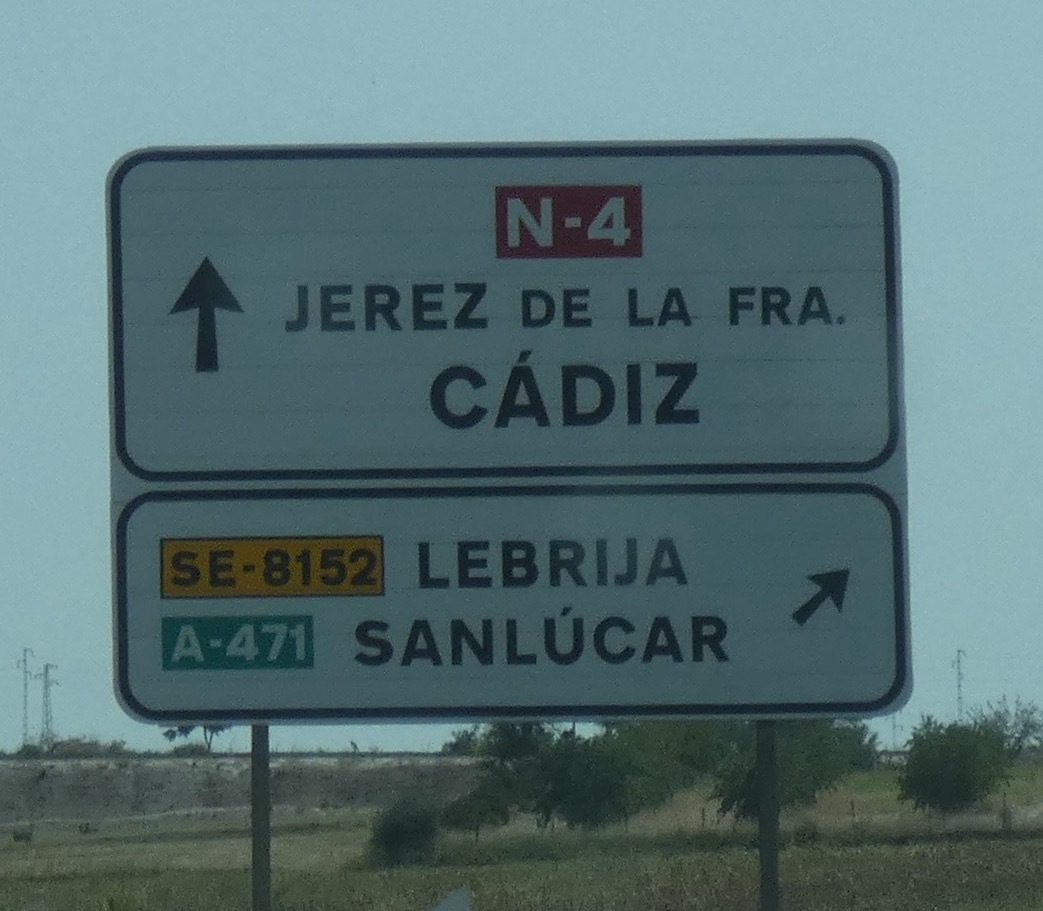 N-4
JEREZ DE LA FRA.
CÁDIZ
SE-8152 LEBRIJA
A-471 SANLÚCAR